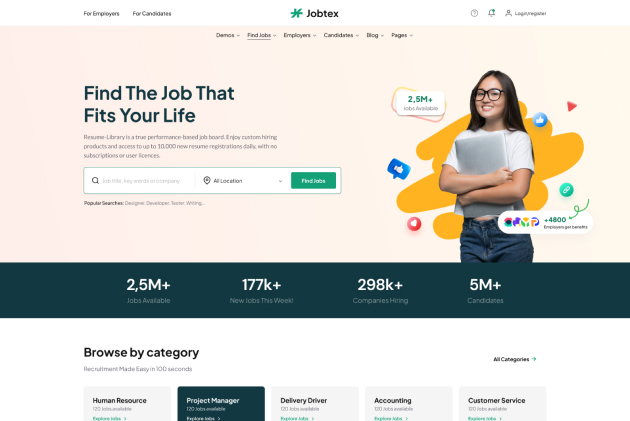 For Employers
For Candidates
Jobtex
Login/register
Demos
Find Jobs
Employers
Candidates
Blog
Pages
Find The Job That
Fits Your Life
Resume-Library is a true performance-based job board. Enjoy custom hiring
products and access to up to 10,000 new resume registrations daily, with no
subscriptions or user licences.
Job title, key words or company
All Location
Find Jobs
Popular Searches: Designer, Developer, Tester, Writing...
2,5M+
Jobs Available
+4800
Employees get benefits
2,5M+
177k+
298k+
5M+
Jobs Available
New Jobs This Week!
Companies Hiring
Candidates
Browse by category
Recruitment Made Easy in 100 seconds
All Categories
Human Resource
120 Jobs available
Explore Jobs
Project Manager
120 Jobs available
Explore Jobs
Delivery Driver
120 Jobs available
Explore Jobs
Accounting
120 Jobs available
Explore Jobs
Customer Service
120 Jobs available
Explore Jobs